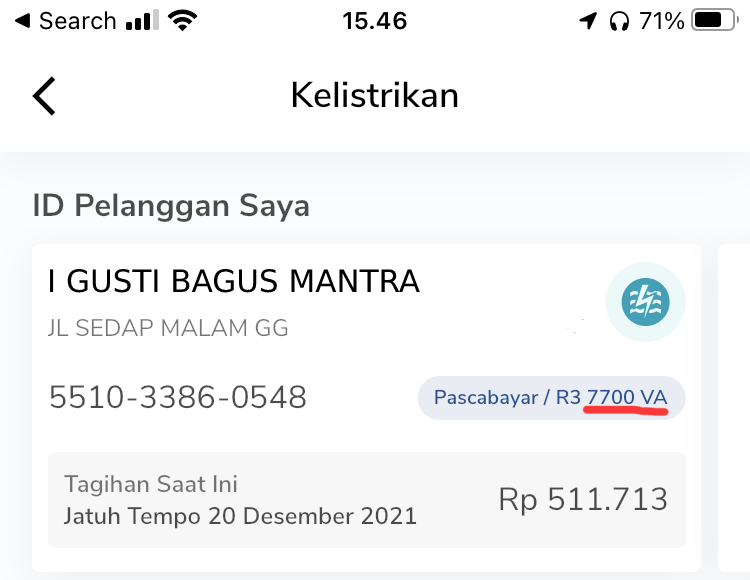 Search 15.46 71%
Kelistrikan
ID Pelanggan Saya
I GUSTI BAGUS MANTRA
JL SEDAP MALAM GG
5510-3386-0548 Pascabayar / R3 7700 VA
Tagihan Saat Ini
Jatuh Tempo 20 Desember 2021 Rp 511.713